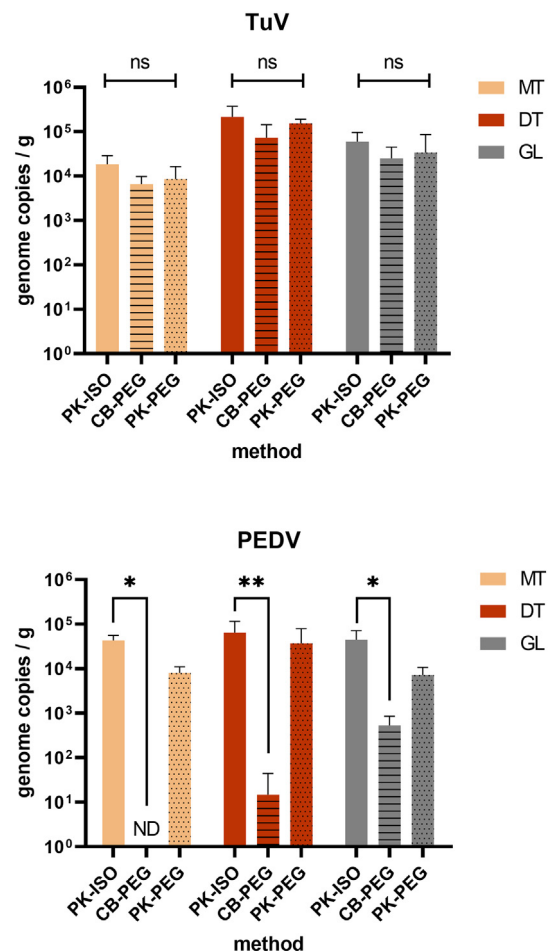 TuV
genome copies / g
10⁶
10⁵
10⁴
10³
10²
10¹
10⁰
ns
ns
ns
MT
DT
GL
PK-ISO
CB-PEG
PK-PEG
PK-ISO
CB-PEG
PK-PEG
PK-ISO
CB-PEG
PK-PEG
method
PEDV
genome copies / g
10⁶
10⁵
10⁴
10³
10²
10¹
10⁰
*
**
*
ND
MT
DT
GL
PK-ISO
CB-PEG
PK-PEG
PK-ISO
CB-PEG
PK-PEG
PK-ISO
CB-PEG
PK-PEG
method